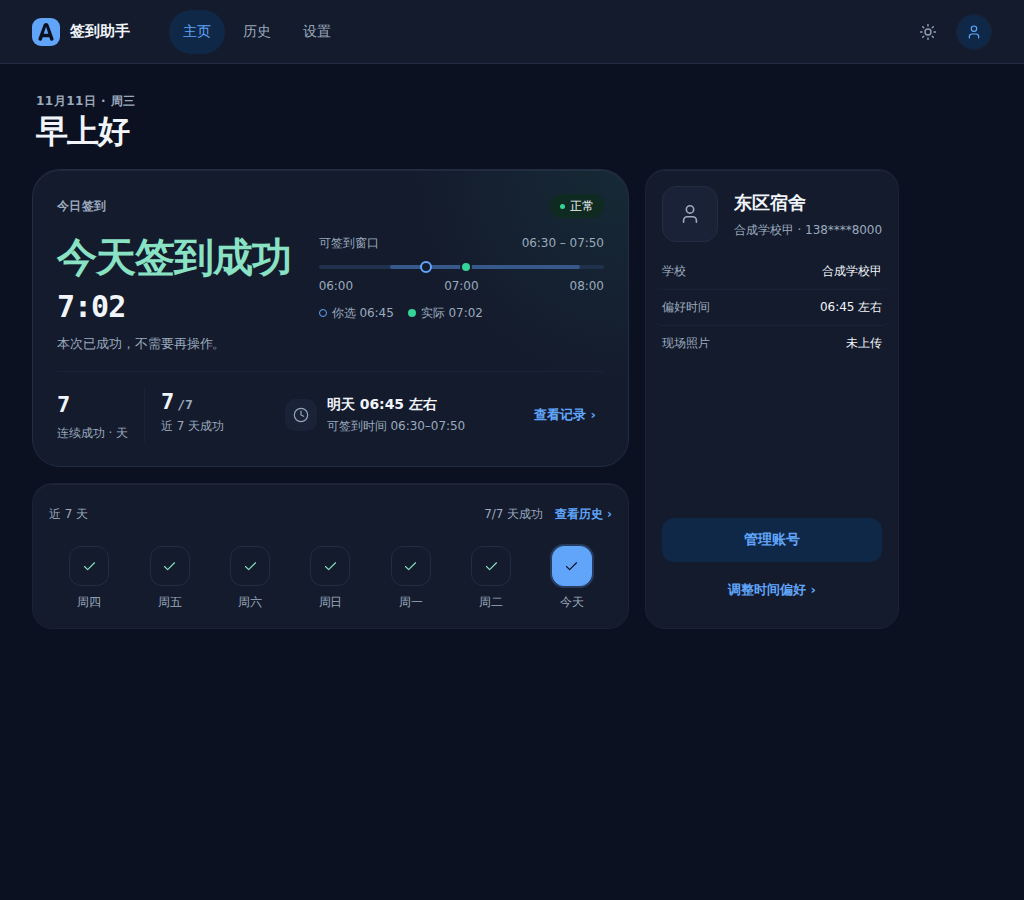 A 签到助手 主页 历史 设置
11月11日 · 周三
早上好
今日签到 正常
今天签到成功
7:02
本次已成功，不需要再操作。
可签到窗口 06:30 – 07:50
06:00 07:00 08:00
你选 06:45 实际 07:02
7
连续成功 · 天
7 /7
近 7 天成功
明天 06:45 左右
可签到时间 06:30–07:50
查看记录 ›
近 7 天 7/7 天成功 查看历史 ›
周四 周五 周六 周日 周一 周二 今天
东区宿舍
合成学校甲 · 138****8000
学校 合成学校甲
偏好时间 06:45 左右
现场照片 未上传
管理账号
调整时间偏好 ›